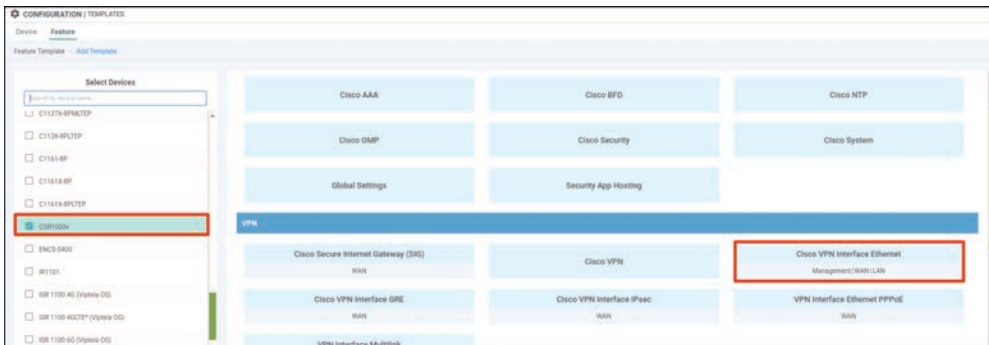 CONFIGURATION | TEMPLATES
Device Feature
Feature Template Add Template
Select Devices
Search by device name
C1127X-8PMLTEP
C1128-8PLTEP
C1161-8P
C1161X-8P
C1161X-8PLTEP
CSR1000v
ENCS-5400
IR1101
ISR 1100 4G (Viptela OS)
ISR 1100 4GLTE* (Viptela OS)
ISR 1100 6G (Viptela OS)
Cisco AAA
Cisco BFD
Cisco NTP
Cisco OMP
Cisco Security
Cisco System
Global Settings
Security App Hosting
VPN
Cisco Secure Internet Gateway (SIG)
WAN
Cisco VPN
Cisco VPN Interface Ethernet
Management | WAN | LAN
Cisco VPN Interface GRE
WAN
Cisco VPN Interface IPsec
WAN
VPN Interface Ethernet PPPoE
WAN
VPN Interface Multilink